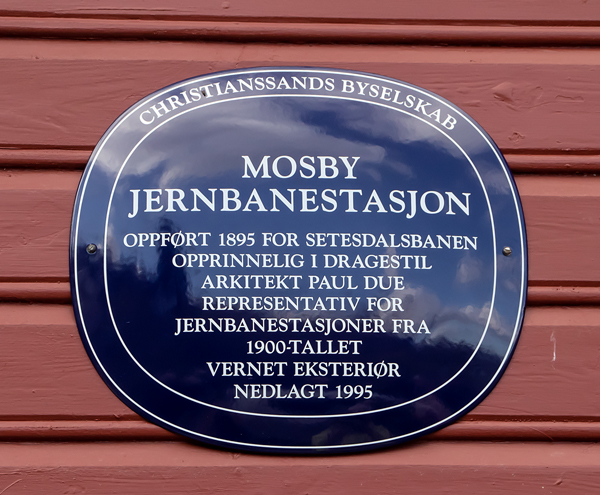 CHRISTIANSSANDS BYSELSKAB
MOSBY
JERNBANESTASJON
OPPFØRT 1895 FOR SETESDALSBANEN
OPPRINNELIG I DRAGESTIL
ARKITEKT PAUL DUE
REPRESENTATIV FOR
JERNBANESTASJONER FRA
1900-TALLET
VERNET EKSTERIØR
NEDLAGT 1995